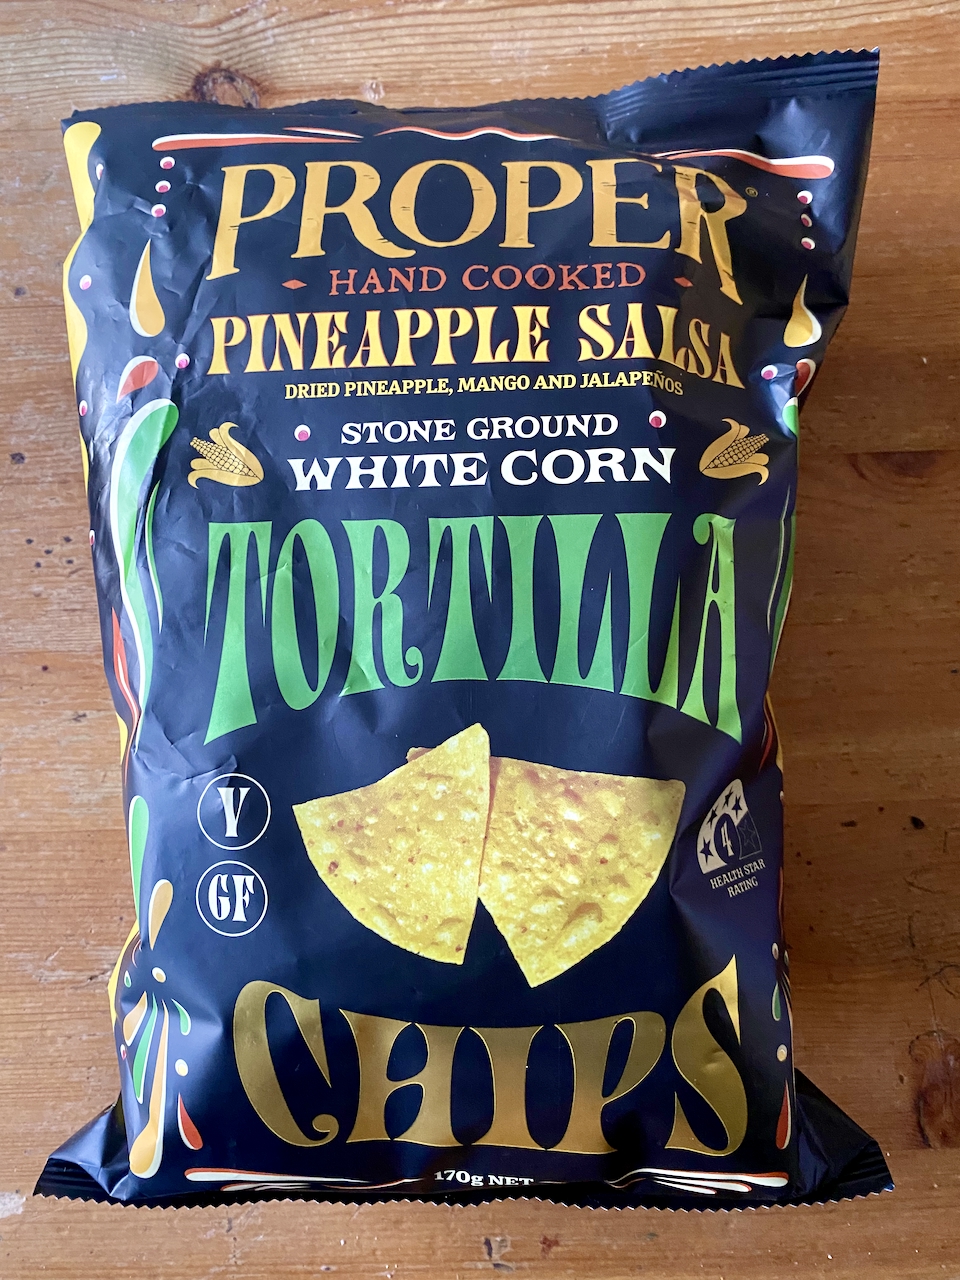 PROPER®
HAND COOKED
PINEAPPLE SALSA
DRIED PINEAPPLE, MANGO AND JALAPEÑOS
STONE GROUND
WHITE CORN
TORTILLA
V
GF
4
HEALTH STAR
RATING
CHIPS
170g NET